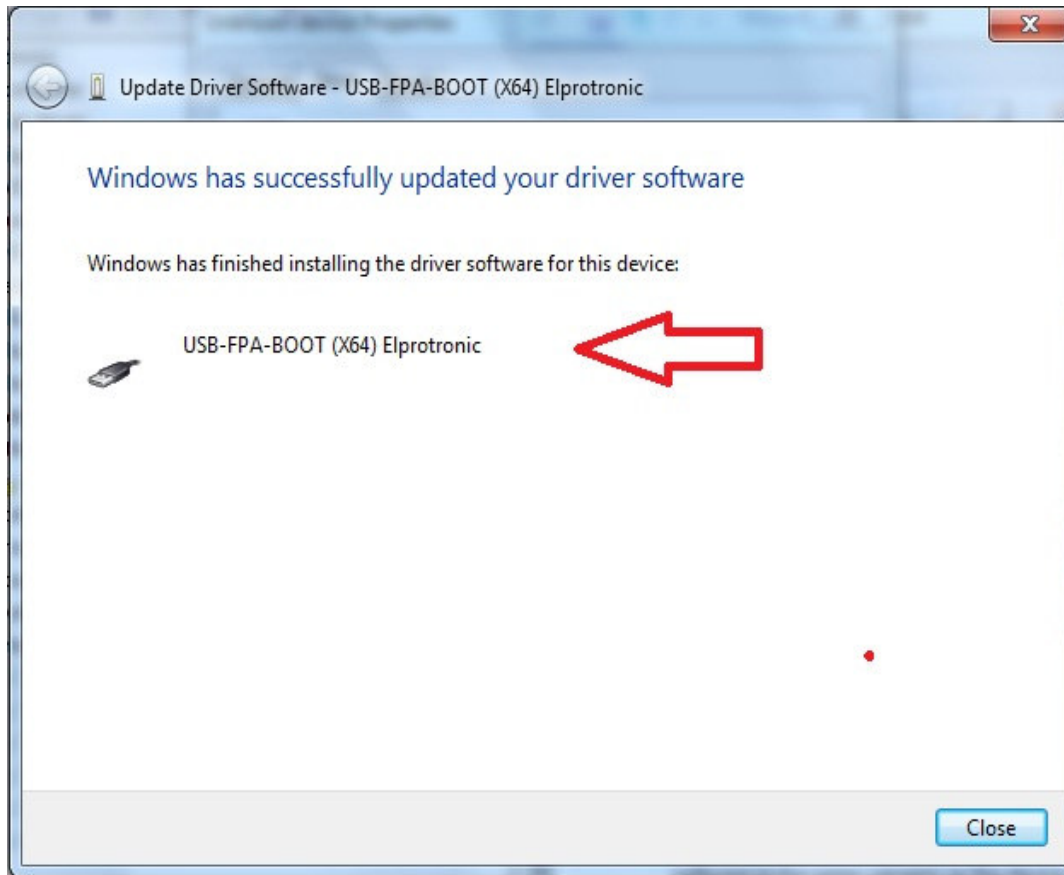 Update Driver Software - USB-FPA-BOOT (X64) Elprotronic
Windows has successfully updated your driver software
Windows has finished installing the driver software for this device:
USB-FPA-BOOT (X64) Elprotronic
Close